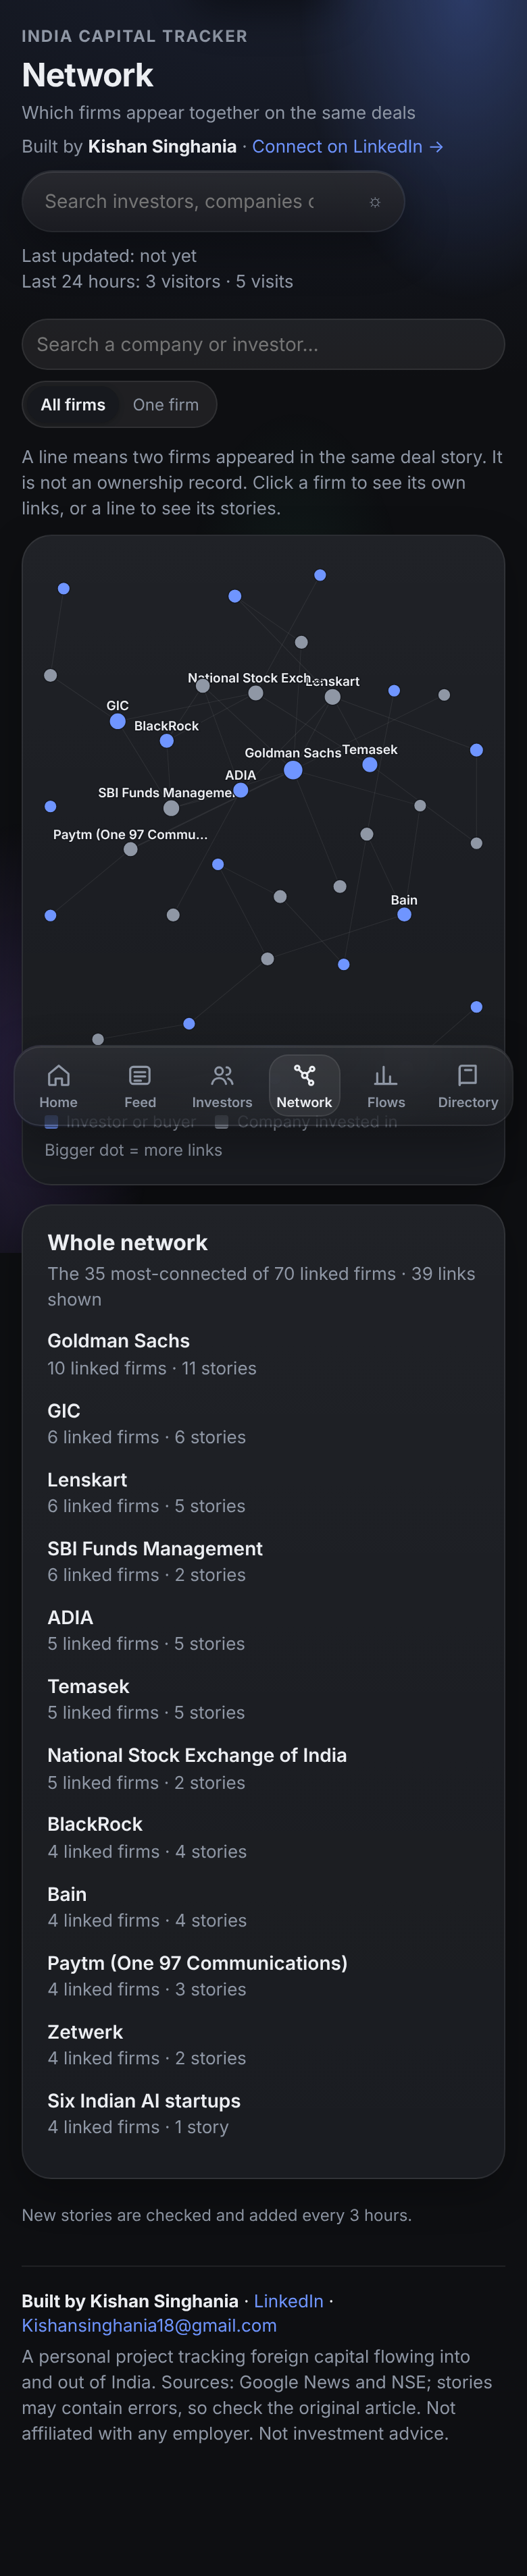 INDIA CAPITAL TRACKER
Network
Which firms appear together on the same deals
Built by Kishan Singhania · Connect on LinkedIn →
Search investors, companies
Last updated: not yet
Last 24 hours: 3 visitors · 5 visits
Search a company or investor...
All firms
One firm
A line means two firms appeared in the same deal story. It
is not an ownership record. Click a firm to see its own
links, or a line to see its stories.
National Stock Exch
Lenskart
GIC
BlackRock
Goldman Sachs
Temasek
ADIA
SBI Funds Manageme
Paytm (One 97 Commu...
Bain
Home
Feed
Investors
Network
Flows
Directory
Investor or buyer
Company invested in
Bigger dot = more links
Whole network
The 35 most-connected of 70 linked firms · 39 links
shown
Goldman Sachs
10 linked firms · 11 stories
GIC
6 linked firms · 6 stories
Lenskart
6 linked firms · 5 stories
SBI Funds Management
6 linked firms · 2 stories
ADIA
5 linked firms · 5 stories
Temasek
5 linked firms · 5 stories
National Stock Exchange of India
5 linked firms · 2 stories
BlackRock
4 linked firms · 4 stories
Bain
4 linked firms · 4 stories
Paytm (One 97 Communications)
4 linked firms · 3 stories
Zetwerk
4 linked firms · 2 stories
Six Indian AI startups
4 linked firms · 1 story
New stories are checked and added every 3 hours.
Built by Kishan Singhania · LinkedIn ·
Kishansinghania18@gmail.com
A personal project tracking foreign capital flowing into
and out of India. Sources: Google News and NSE; stories
may contain errors, so check the original article. Not
affiliated with any employer. Not investment advice.